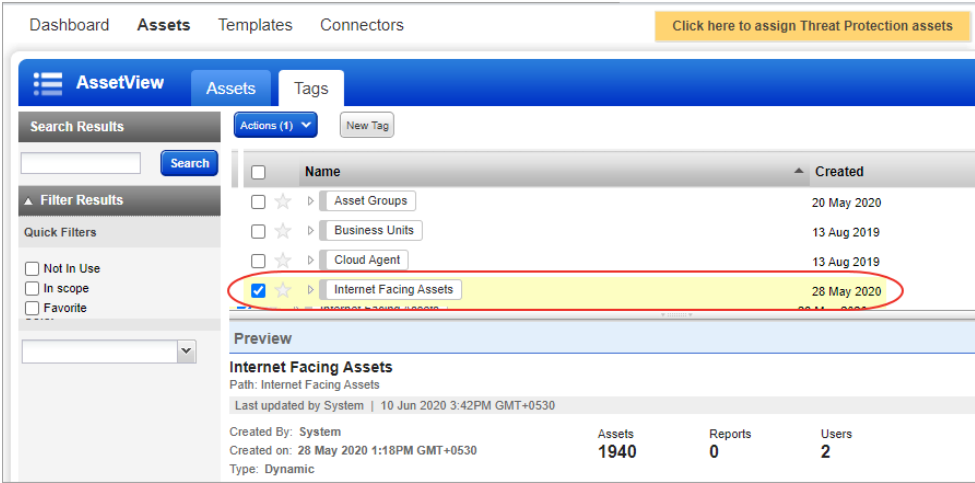 Dashboard Assets Templates Connectors Click here to assign Threat Protection assets
AssetView Assets Tags
Search Results Actions (1) New Tag
Search
Name Created
Filter Results Asset Groups 20 May 2020
Quick Filters Business Units 13 Aug 2019
Not In Use Cloud Agent 13 Aug 2019
In scope Internet Facing Assets 28 May 2020
Favorite
Preview
Internet Facing Assets
Path: Internet Facing Assets
Last updated by System | 10 Jun 2020 3:42PM GMT+0530
Created By: System Assets Reports Users
Created on: 28 May 2020 1:18PM GMT+0530 1940 0 2
Type: Dynamic